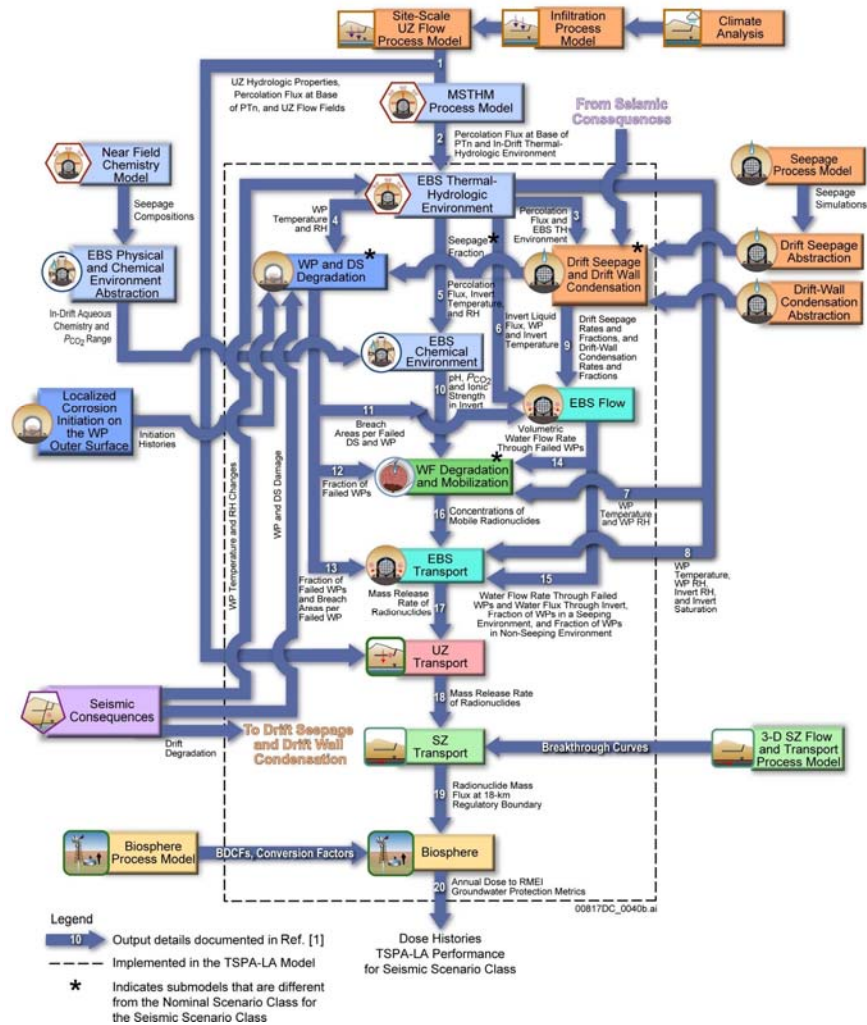 Site-Scale
UZ Flow
Process Model
Infiltration
Process Model
Climate
Analysis
1
UZ Hydrologic Properties,
Percolation Flux at Base
of PTn, and UZ Flow Fields
MSTHM
Process Model
From Seismic
Consequences
2
Percolation Flux at Base of
PTn and In-Drift Thermal-
Hydrologic Environment
Near Field
Chemistry
Model
Seepage
Process Model
Seepage
Compositions
EBS Thermal-
Hydrologic
Environment
Seepage
Simulations
WP
Temperature
and RH
4
3
Percolation
Flux and
EBS TH
Environment
Seepage
Fraction
*
EBS Physical
and Chemical
Environment
Abstraction
WP and DS
Degradation
*
Drift Seepage
and Drift Wall
Condensation
*
Drift Seepage
Abstraction
Drift-Wall
Condensation
Abstraction
In-Drift Aqueous
Chemistry and
PCO2 Range
5
Percolation
Flux, Invert
Temperature,
and RH
6
Invert Liquid
Flux, WP and
Invert
Temperature
9
Drift Seepage
Rates and
Fractions, and
Drift-Wall
Condensation
Rates and
Fractions
EBS
Chemical
Environment
10
pH, PCO2
and Ionic
Strength
in Invert
EBS Flow
Localized
Corrosion
Initiation on
the WP
Outer Surface
Initiation
Histories
11
Breach
Areas per Failed
DS and WP
Volumetric
Water Flow Rate
Through Failed WPs
14
12
Fraction of
Failed WPs
WF Degradation
and Mobilization
*
7
WP
Temperature
and WP RH
WP Temperature and RH Changes
WP and DS Damage
16
Concentrations of
Mobile Radionuclides
8
WP
Temperature,
WP RH,
Invert RH,
and Invert
Saturation
13
Fraction of
Failed WPs
and Breach
Areas per
Failed WP
EBS
Transport
15
Water Flow Rate Through Failed
WPs and Water Flux Through Invert,
Fraction of WPs in a Seeping
Environment, and Fraction of WPs
in Non-Seeping Environment
Mass Release
Rate of
Radionuclides
17
UZ
Transport
Seismic
Consequences
Drift
Degradation
To Drift Seepage
and Drift Wall
Condensation
18
Mass Release Rate
of Radionuclides
SZ
Transport
Breakthrough Curves
3-D SZ Flow
and Transport
Process Model
19
Radionuclide Mass
Flux at 18-km
Regulatory Boundary
Biosphere
Process Model
BDCFs, Conversion Factors
Biosphere
20
Annual Dose to RMEI
Groundwater Protection Metrics
00817DC_0040b.ai
Dose Histories
TSPA-LA Performance
for Seismic Scenario Class
Legend
10
Output details documented in Ref. [1]
Implemented in the TSPA-LA Model
*
Indicates submodels that are different
from the Nominal Scenario Class for
the Seismic Scenario Class